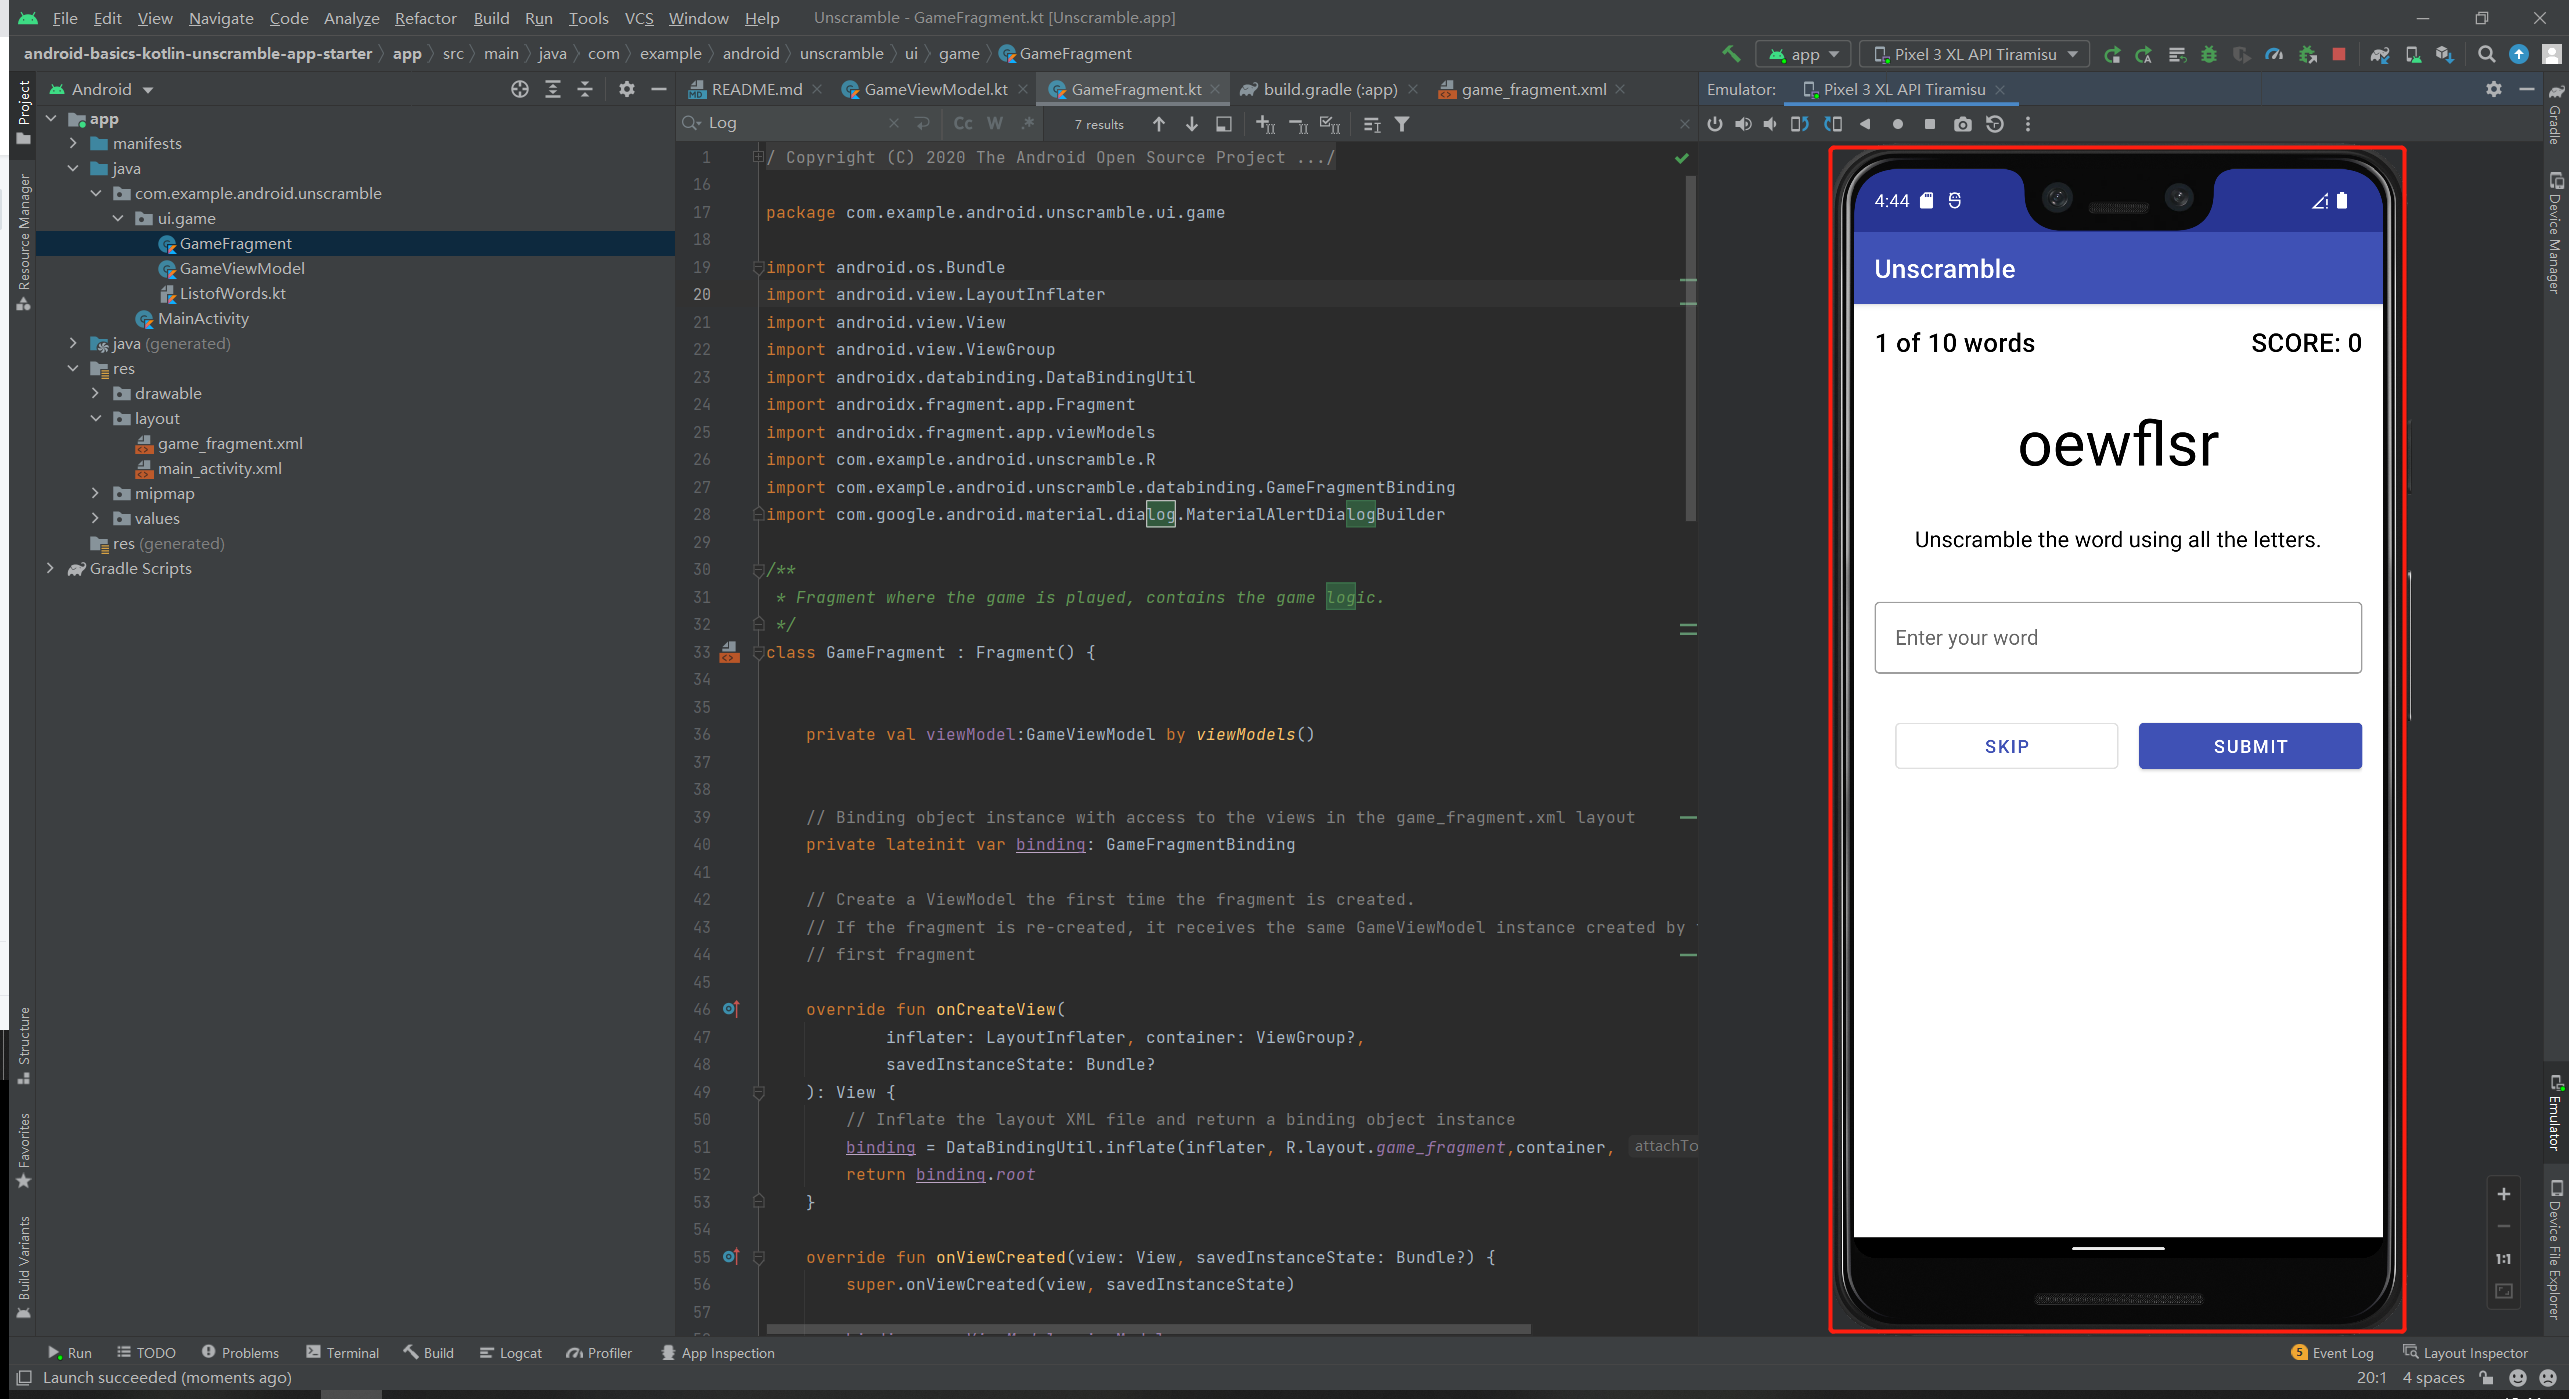 File Edit View Navigate Code Analyze Refactor Build Run Tools VCS Window Help Unscramble - GameFragment.kt [Unscramble.app]
android-basics-kotlin-unscramble-app-starter app src main java com example android unscramble ui game GameFragment app Pixel 3 XL API Tiramisu
Android
README.md GameViewModel.kt GameFragment.kt build.gradle (:app) game_fragment.xml
Emulator: Pixel 3 XL API Tiramisu
Log Cc W .* 7 results
Project
Resource Manager
Structure
Favorites
Build Variants
app
manifests
java
com.example.android.unscramble
ui.game
GameFragment
GameViewModel
ListofWords.kt
MainActivity
java (generated)
res
drawable
layout
game_fragment.xml
main_activity.xml
mipmap
values
res (generated)
Gradle Scripts
1 / Copyright (C) 2020 The Android Open Source Project .../
16
17 package com.example.android.unscramble.ui.game
18
19 import android.os.Bundle
20 import android.view.LayoutInflater
21 import android.view.View
22 import android.view.ViewGroup
23 import androidx.databinding.DataBindingUtil
24 import androidx.fragment.app.Fragment
25 import androidx.fragment.app.viewModels
26 import com.example.android.unscramble.R
27 import com.example.android.unscramble.databinding.GameFragmentBinding
28 import com.google.android.material.dialog.MaterialAlertDialogBuilder
29
30 /**
31 * Fragment where the game is played, contains the game logic.
32 */
33 class GameFragment : Fragment() {
34
35
36 private val viewModel:GameViewModel by viewModels()
37
38
39 // Binding object instance with access to the views in the game_fragment.xml layout
40 private lateinit var binding: GameFragmentBinding
41
42 // Create a ViewModel the first time the fragment is created.
43 // If the fragment is re-created, it receives the same GameViewModel instance created by
44 // first fragment
45
46 override fun onCreateView(
47 inflater: LayoutInflater, container: ViewGroup?,
48 savedInstanceState: Bundle?
49 ): View {
50 // Inflate the layout XML file and return a binding object instance
51 binding = DataBindingUtil.inflate(inflater, R.layout.game_fragment,container, attachTo
52 return binding.root
53 }
54
55 override fun onViewCreated(view: View, savedInstanceState: Bundle?) {
56 super.onViewCreated(view, savedInstanceState)
57
4:44
Unscramble
1 of 10 words SCORE: 0
oewflsr
Unscramble the word using all the letters.
Enter your word
SKIP SUBMIT
1:1
Gradle
Device Manager
Emulator
Device File Explorer
Run TODO Problems Terminal Build Logcat Profiler App Inspection 5 Event Log Layout Inspector
Launch succeeded (moments ago) 20:1 4 spaces